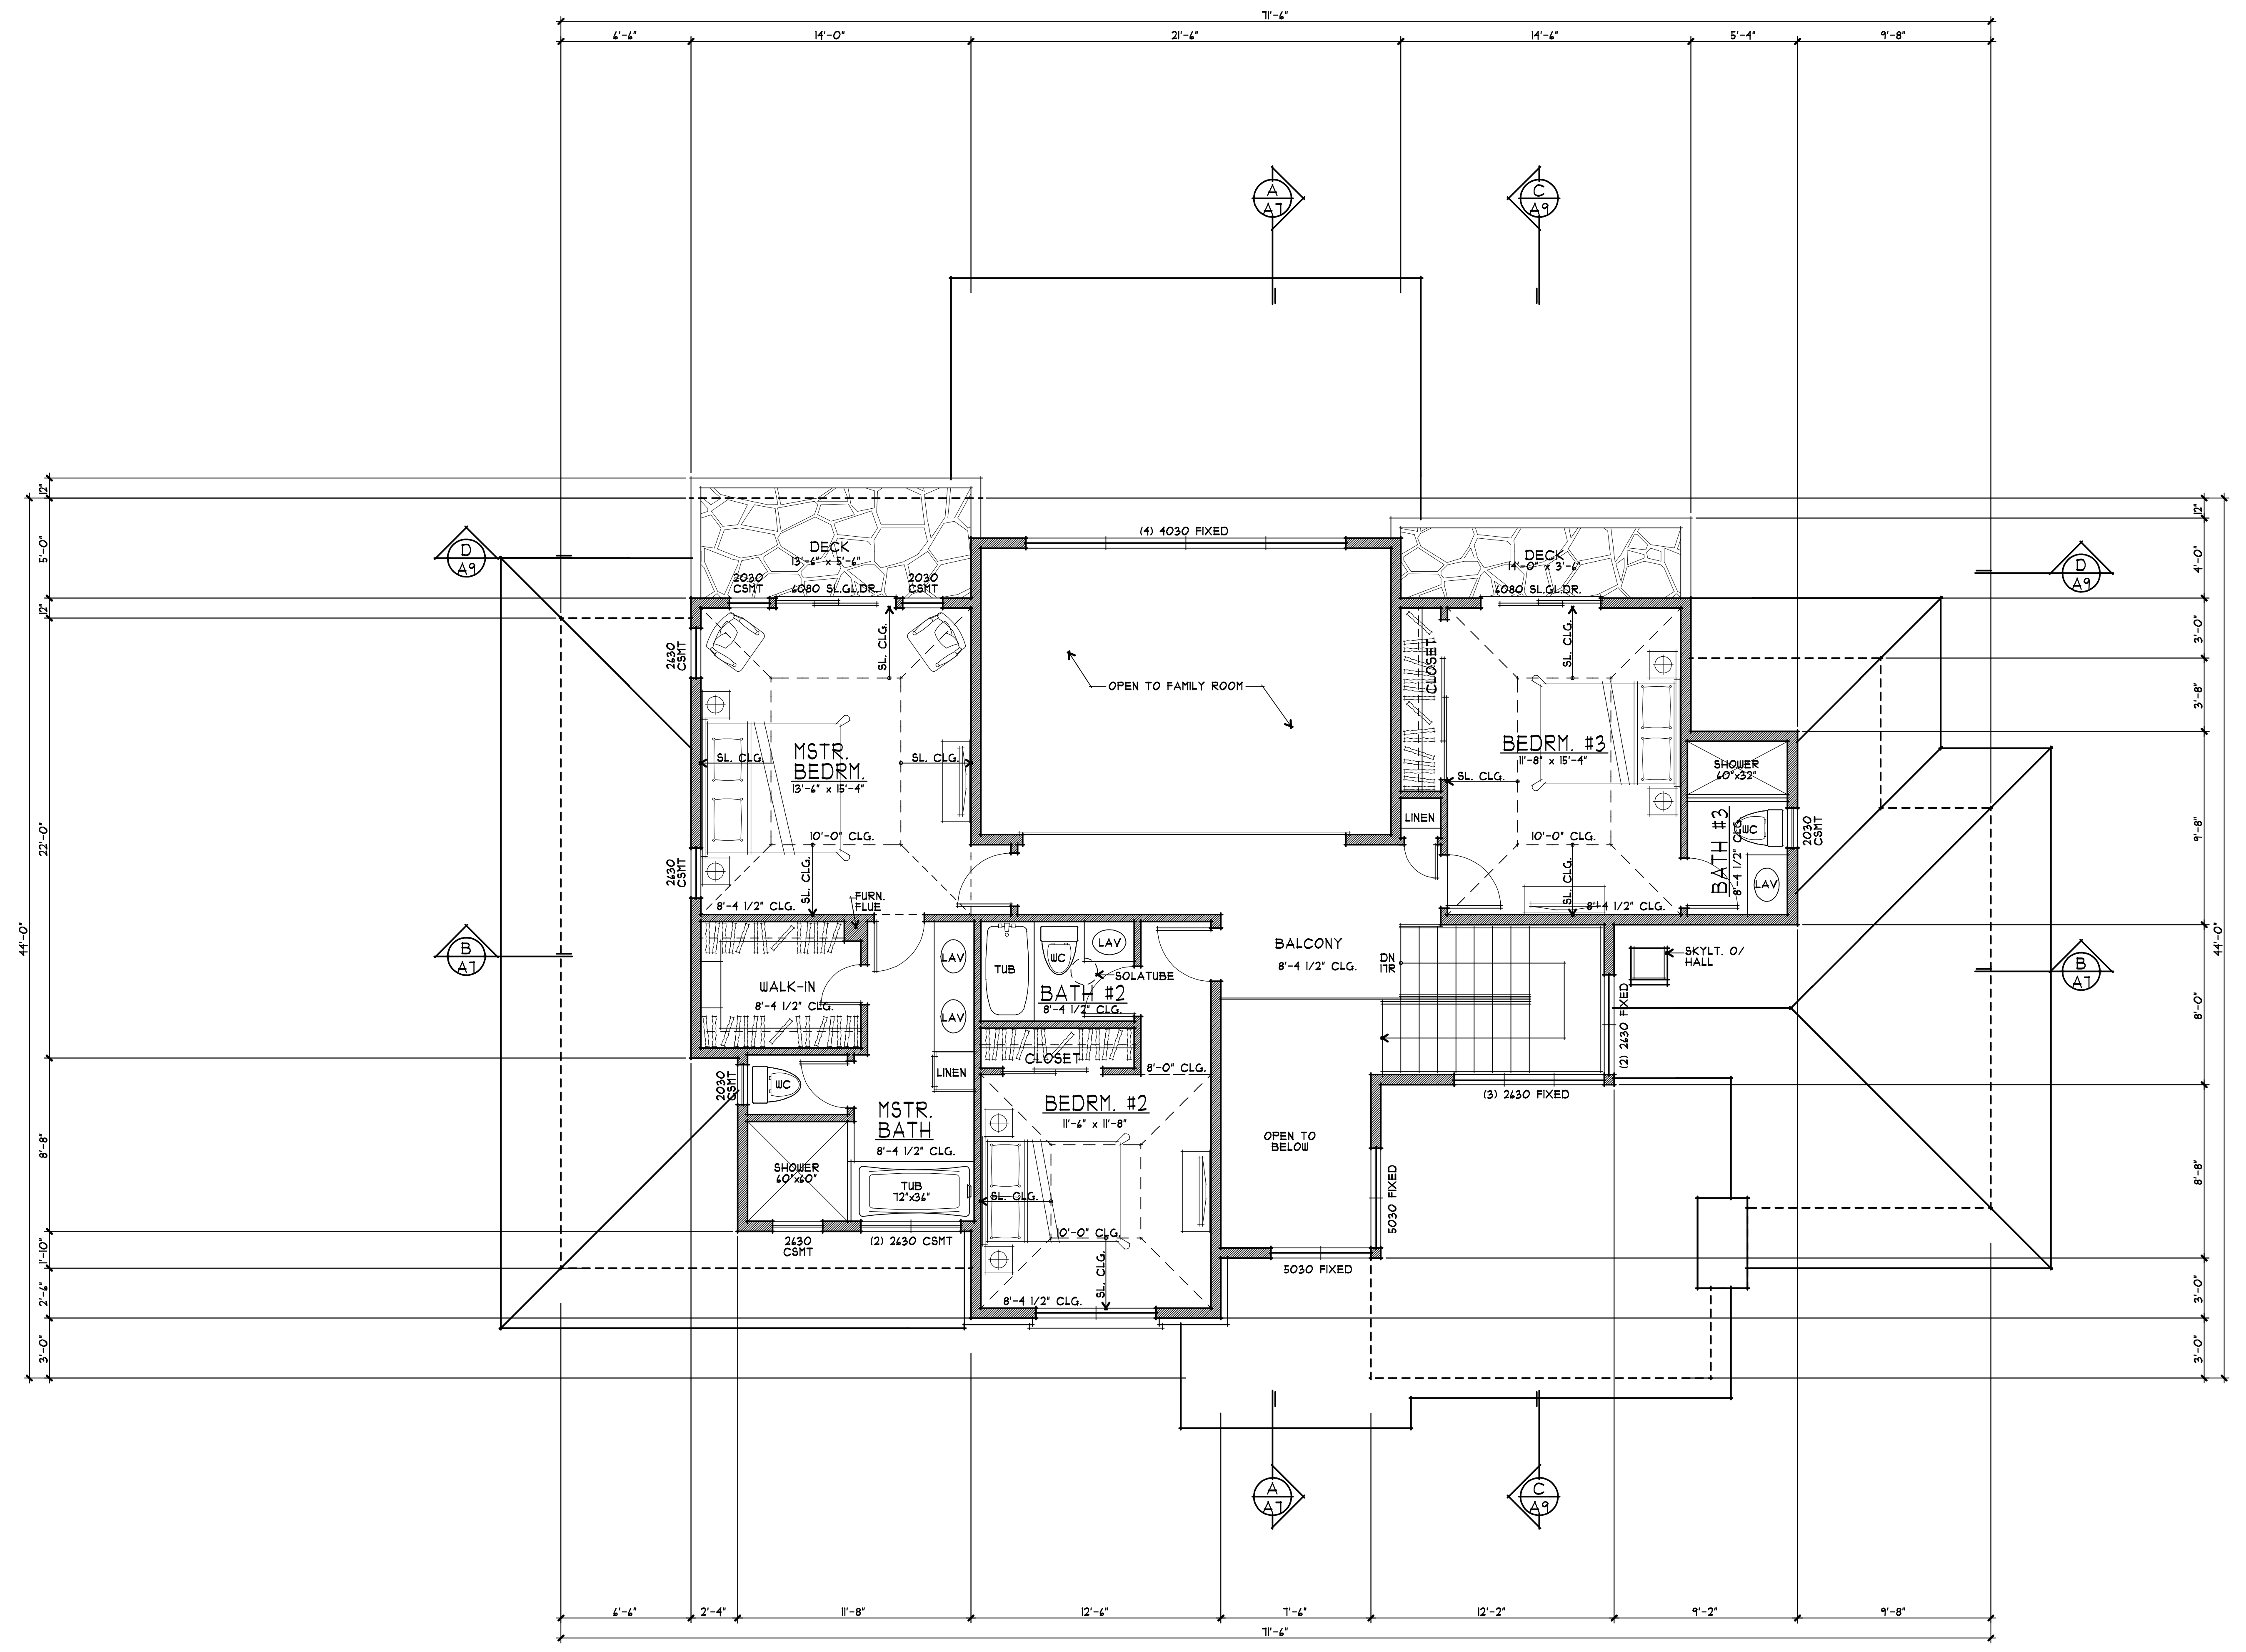 71'-6"
6'-6"
14'-0"
21'-6"
14'-6"
5'-4"
9'-8"
A
A7
C
A9
12"
5'-0"
12"
22'-0"
44'-0"
8'-8"
1'-10"
2'-6"
3'-0"
12"
4'-0"
3'-0"
3'-8"
9'-8"
44'-0"
8'-0"
8'-8"
3'-0"
3'-0"
D
A9
D
A9
B
A7
B
A7
DECK
13'-6" x 5'-6"
2030
CSMT
6080 SL.GL.DR.
2030
CSMT
(4) 4030 FIXED
DECK
14'-0" x 3'-6"
6080 SL.GL.DR.
2630
CSMT
SL. CLG.
MSTR.
BEDRM.
13'-6" x 15'-4"
SL. CLG.
SL. CLG.
10'-0" CLG.
SL. CLG.
8'-4 1/2" CLG.
2630
CSMT
FURN.
FLUE
OPEN TO FAMILY ROOM
CLOSET
SL. CLG.
BEDRM. #3
11'-8" x 15'-4"
SL. CLG.
LINEN
10'-0" CLG.
SL. CLG.
8'-4 1/2" CLG.
SHOWER
60"x32"
WC
BATH #3
8'-4 1/2" CLG.
LAV
2030
CSMT
WALK-IN
8'-4 1/2" CLG.
LAV
LAV
LINEN
TUB
WC
LAV
SOLATUBE
BATH #2
8'-4 1/2" CLG.
CLOSET
8'-0" CLG.
BALCONY
8'-4 1/2" CLG.
DN
17R
SKYLT. O/
HALL
(2) 2630 FIXED
(3) 2630 FIXED
2030
CSMT
WC
MSTR.
BATH
8'-4 1/2" CLG.
SHOWER
60"x60"
TUB
72"x36"
2630
CSMT
(2) 2630 CSMT
BEDRM. #2
11'-6" x 11'-8"
SL. CLG.
10'-0" CLG.
SL. CLG.
8'-4 1/2" CLG.
OPEN TO
BELOW
5030 FIXED
5030 FIXED
A
A7
C
A9
6'-6"
2'-4"
11'-8"
12'-6"
7'-6"
12'-2"
9'-2"
9'-8"
71'-6"